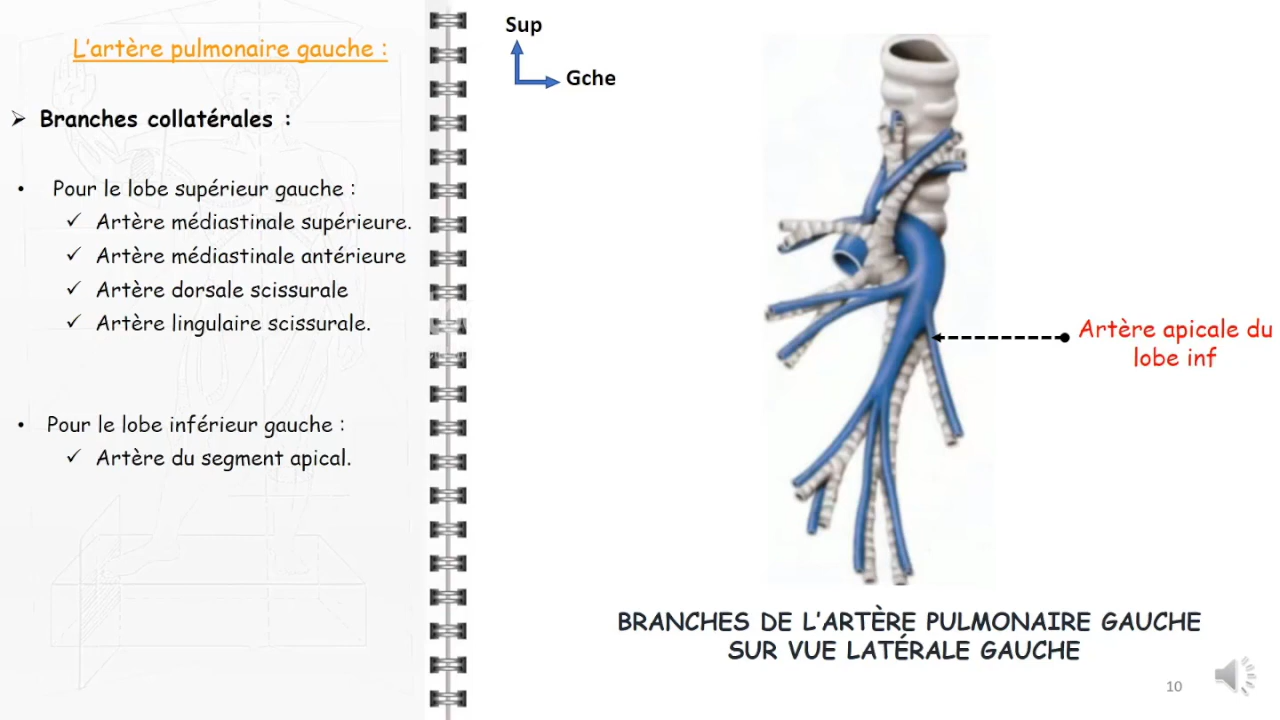 L'artère pulmonaire gauche :
➢ Branches collatérales :
• Pour le lobe supérieur gauche :
✓ Artère médiastinale supérieure.
✓ Artère médiastinale antérieure
✓ Artère dorsale scissurale
✓ Artère lingulaire scissurale.
• Pour le lobe inférieur gauche :
✓ Artère du segment apical.
Sup
Gche
Artère apicale du
lobe inf
BRANCHES DE L'ARTÈRE PULMONAIRE GAUCHE
SUR VUE LATÉRALE GAUCHE
10